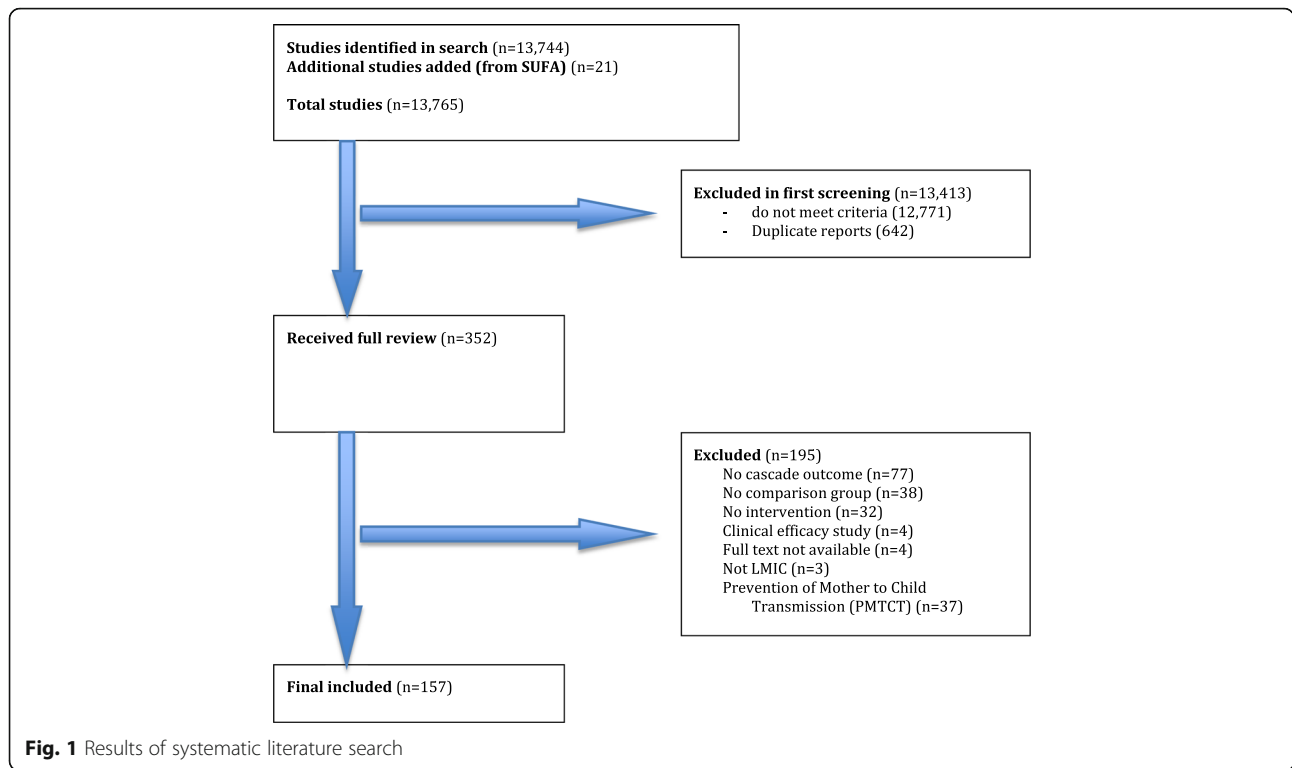 Studies identified in search (n=13,744)
Additional studies added (from SUFA) (n=21)
Total studies (n=13,765)
Excluded in first screening (n=13,413)
- do not meet criteria (12,771)
- Duplicate reports (642)
Received full review (n=352)
Excluded (n=195)
No cascade outcome (n=77)
No comparison group (n=38)
No intervention (n=32)
Clinical efficacy study (n=4)
Full text not available (n=4)
Not LMIC (n=3)
Prevention of Mother to Child
Transmission (PMTCT) (n=37)
Final included (n=157)
Fig. 1 Results of systematic literature search